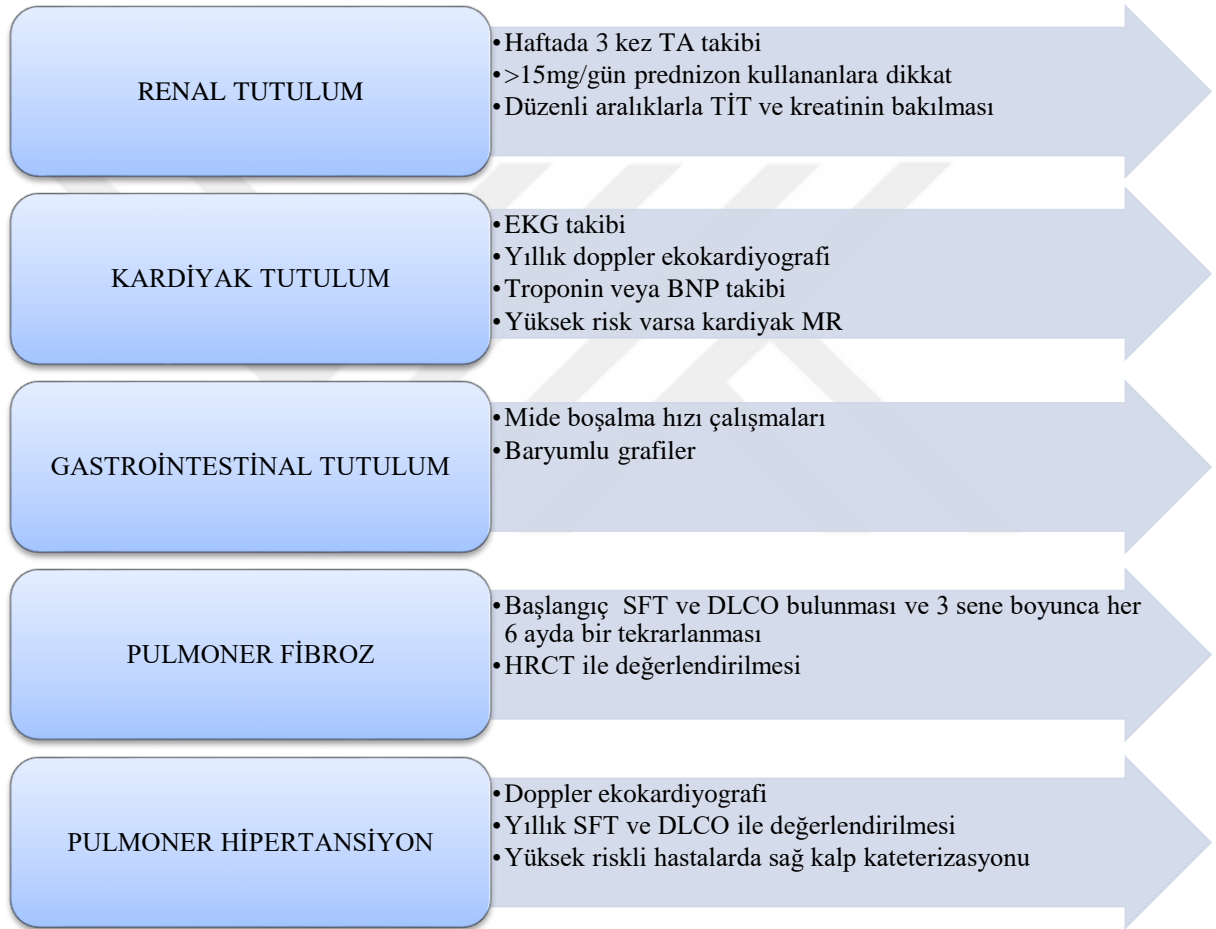 RENAL TUTULUM
•Haftada 3 kez TA takibi
•>15mg/gün prednizon kullananlara dikkat
•Düzenli aralıklarla TİT ve kreatinin bakılması
KARDİYAK TUTULUM
•EKG takibi
•Yıllık doppler ekokardiyografi
•Troponin veya BNP takibi
•Yüksek risk varsa kardiyak MR
GASTROİNTESTİNAL TUTULUM
•Mide boşalma hızı çalışmaları
•Baryumlu grafiler
PULMONER FİBROZ
•Başlangıç SFT ve DLCO bulunması ve 3 sene boyunca her
6 ayda bir tekrarlanması
•HRCT ile değerlendirilmesi
PULMONER HİPERTANSİYON
•Doppler ekokardiyografi
•Yıllık SFT ve DLCO ile değerlendirilmesi
•Yüksek riskli hastalarda sağ kalp kateterizasyonu